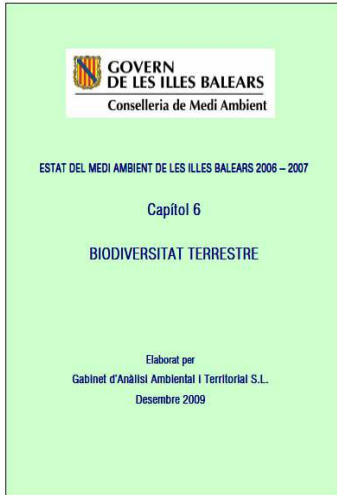 GOVERN
DE LES ILLES BALEARS
Conselleria de Medi Ambient
ESTAT DEL MEDI AMBIENT DE LES ILLES BALEARS 2006 – 2007
Capítol 6
BIODIVERSITAT TERRESTRE
Elaborat per
Gabinet d'Anàlisi Ambiental i Territorial S.L.
Desembre 2009